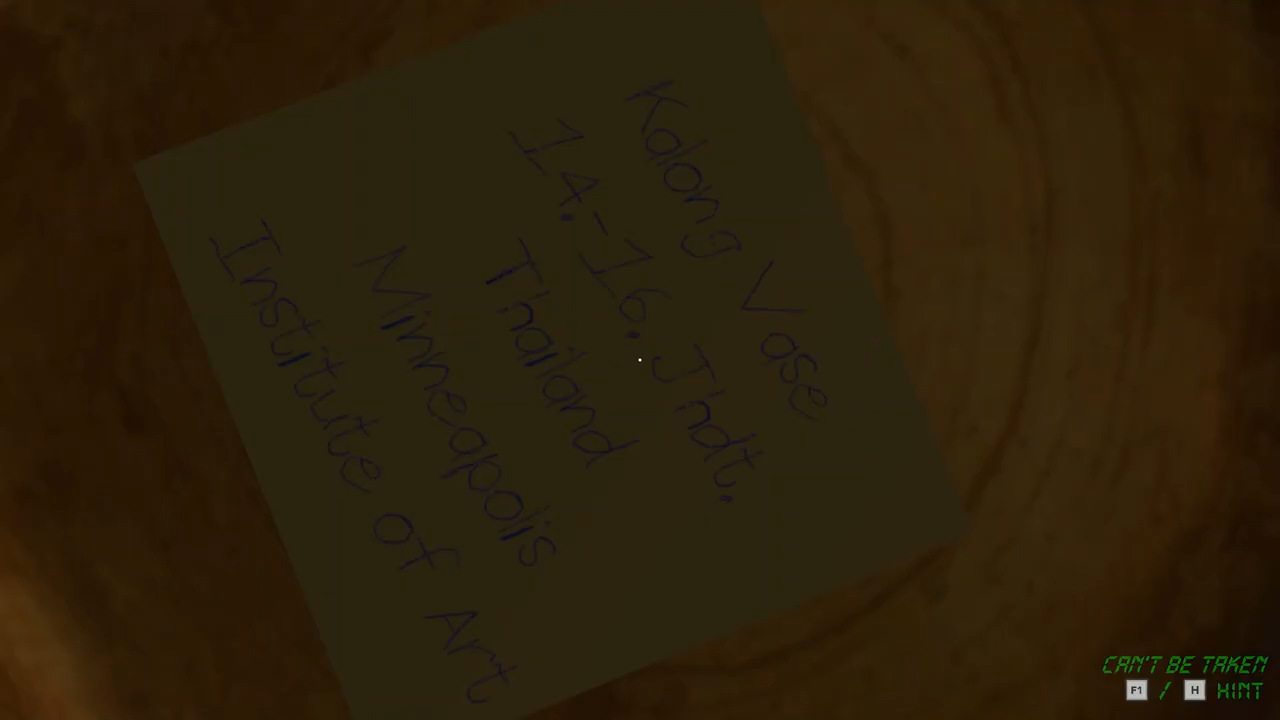 Kalong Vase
14.-16. Jhdt.
Thailand
Minneapolis
Institute of Art
CAN'T BE TAKEN
F1 / H HINT